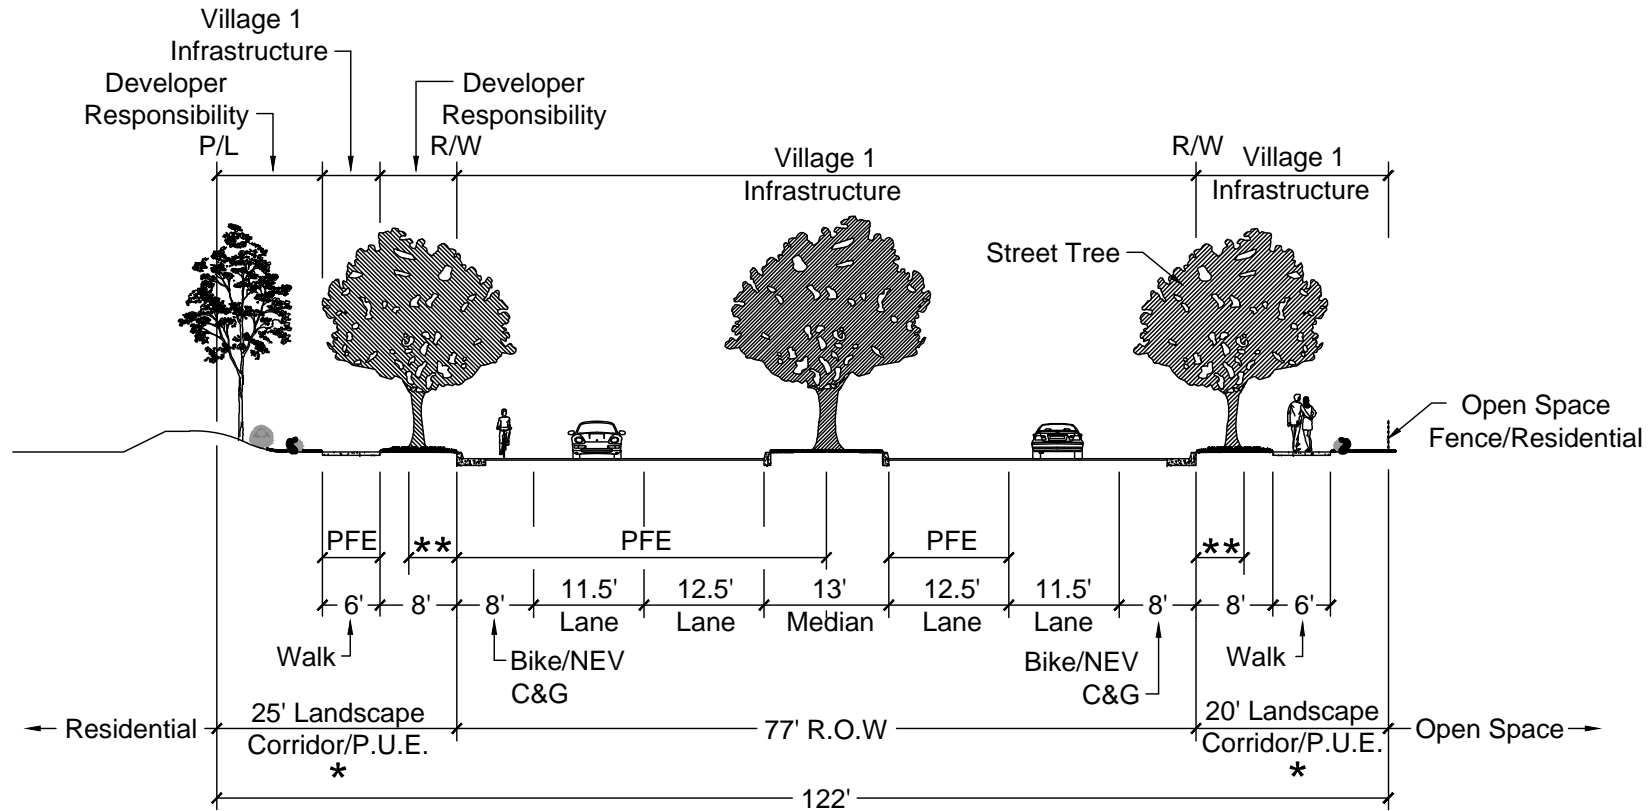 Village 1
Infrastructure
Developer
Responsibility
P/L
Developer
Responsibility
R/W
Village 1
Infrastructure
R/W
Village 1
Infrastructure
Street Tree
Open Space
Fence/Residential
PFE
**
PFE
PFE
**
6'
8'
8'
11.5'
Lane
12.5'
Lane
13'
Median
12.5'
Lane
11.5'
Lane
8'
8'
6'
Walk
Bike/NEV
C&G
Bike/NEV
C&G
Walk
Residential
25' Landscape
Corridor/P.U.E.
*
77' R.O.W
20' Landscape
Corridor/P.U.E.
*
Open Space
122'